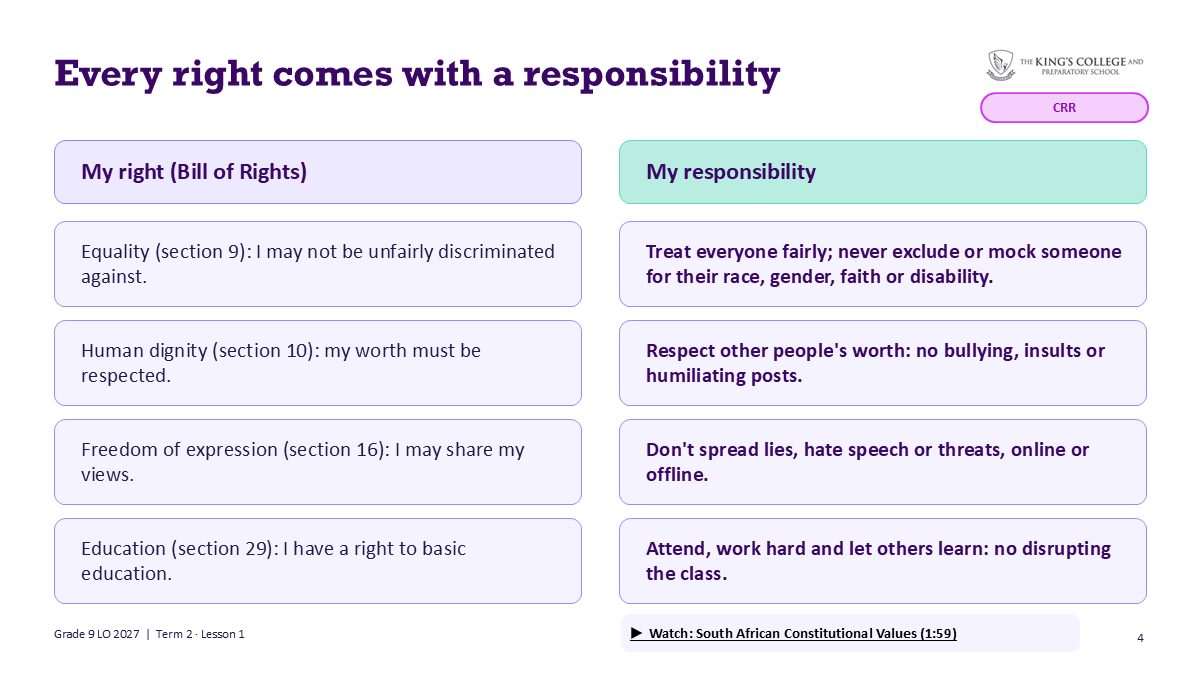 Every right comes with a responsibility
THE KING'S COLLEGE AND
PREPARATORY SCHOOL
CRR
My right (Bill of Rights)
My responsibility
Equality (section 9): I may not be unfairly discriminated
against.
Treat everyone fairly; never exclude or mock someone
for their race, gender, faith or disability.
Human dignity (section 10): my worth must be
respected.
Respect other people's worth: no bullying, insults or
humiliating posts.
Freedom of expression (section 16): I may share my
views.
Don't spread lies, hate speech or threats, online or
offline.
Education (section 29): I have a right to basic
education.
Attend, work hard and let others learn: no disrupting
the class.
Grade 9 LO 2027 | Term 2 · Lesson 1
▶ Watch: South African Constitutional Values (1:59)
4